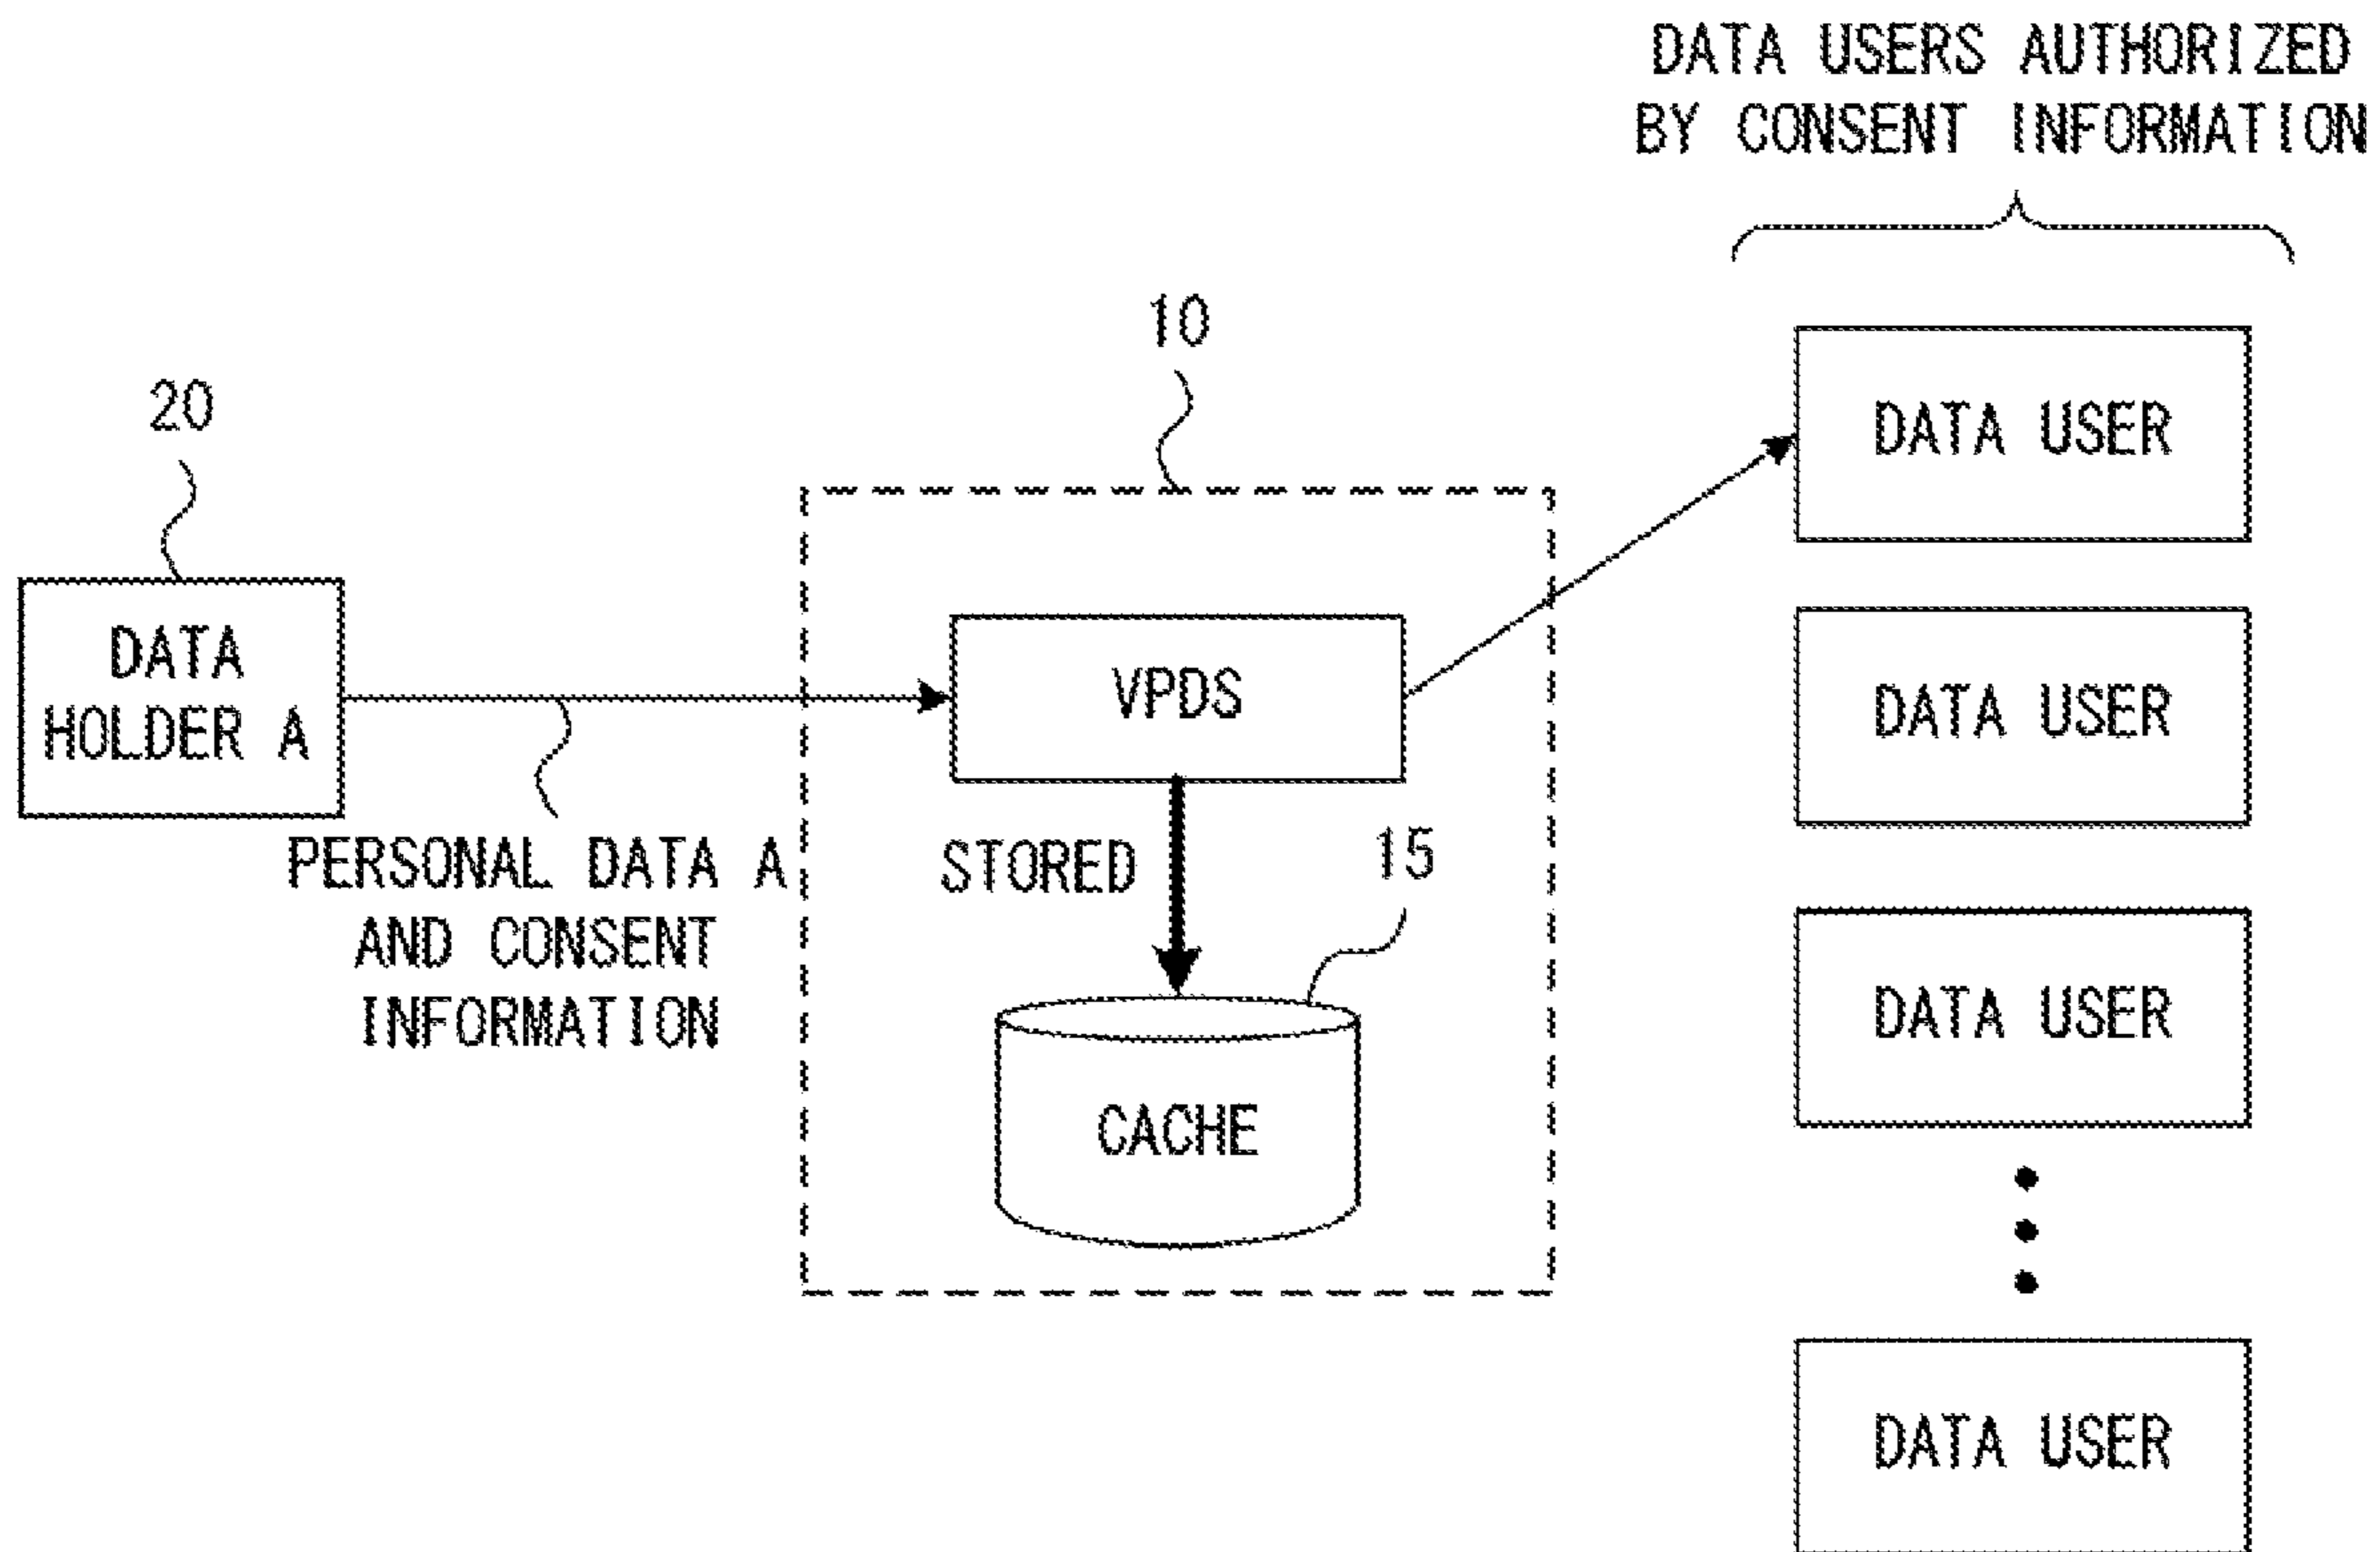 DATA USERS AUTHORIZED
BY CONSENT INFORMATION
10
20
DATA USER
DATA
HOLDER A
VPDS
DATA USER
PERSONAL DATA A
AND CONSENT
INFORMATION
STORED
15
DATA USER
CACHE
DATA USER